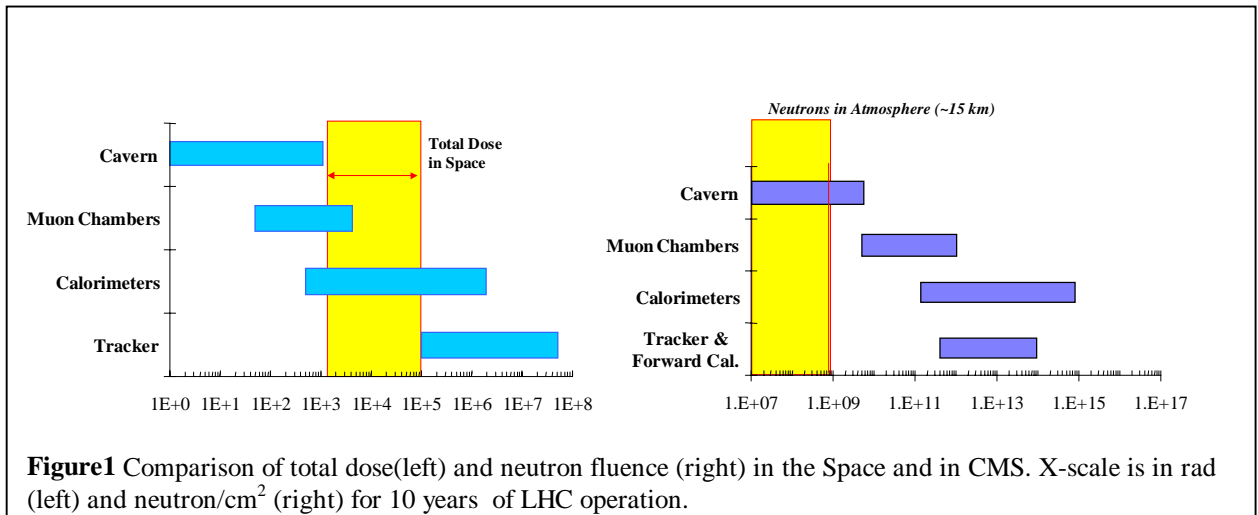 Neutrons in Atmosphere (~15 km)
Total Dose
in Space
Cavern
Muon Chambers
Calorimeters
Tracker
1E+0 1E+1 1E+2 1E+3 1E+4 1E+5 1E+6 1E+7 1E+8
Cavern
Muon Chambers
Calorimeters
Tracker &
Forward Cal.
1.E+07 1.E+09 1.E+11 1.E+13 1.E+15 1.E+17
Figure1 Comparison of total dose(left) and neutron fluence (right) in the Space and in CMS. X-scale is in rad
(left) and neutron/cm² (right) for 10 years of LHC operation.